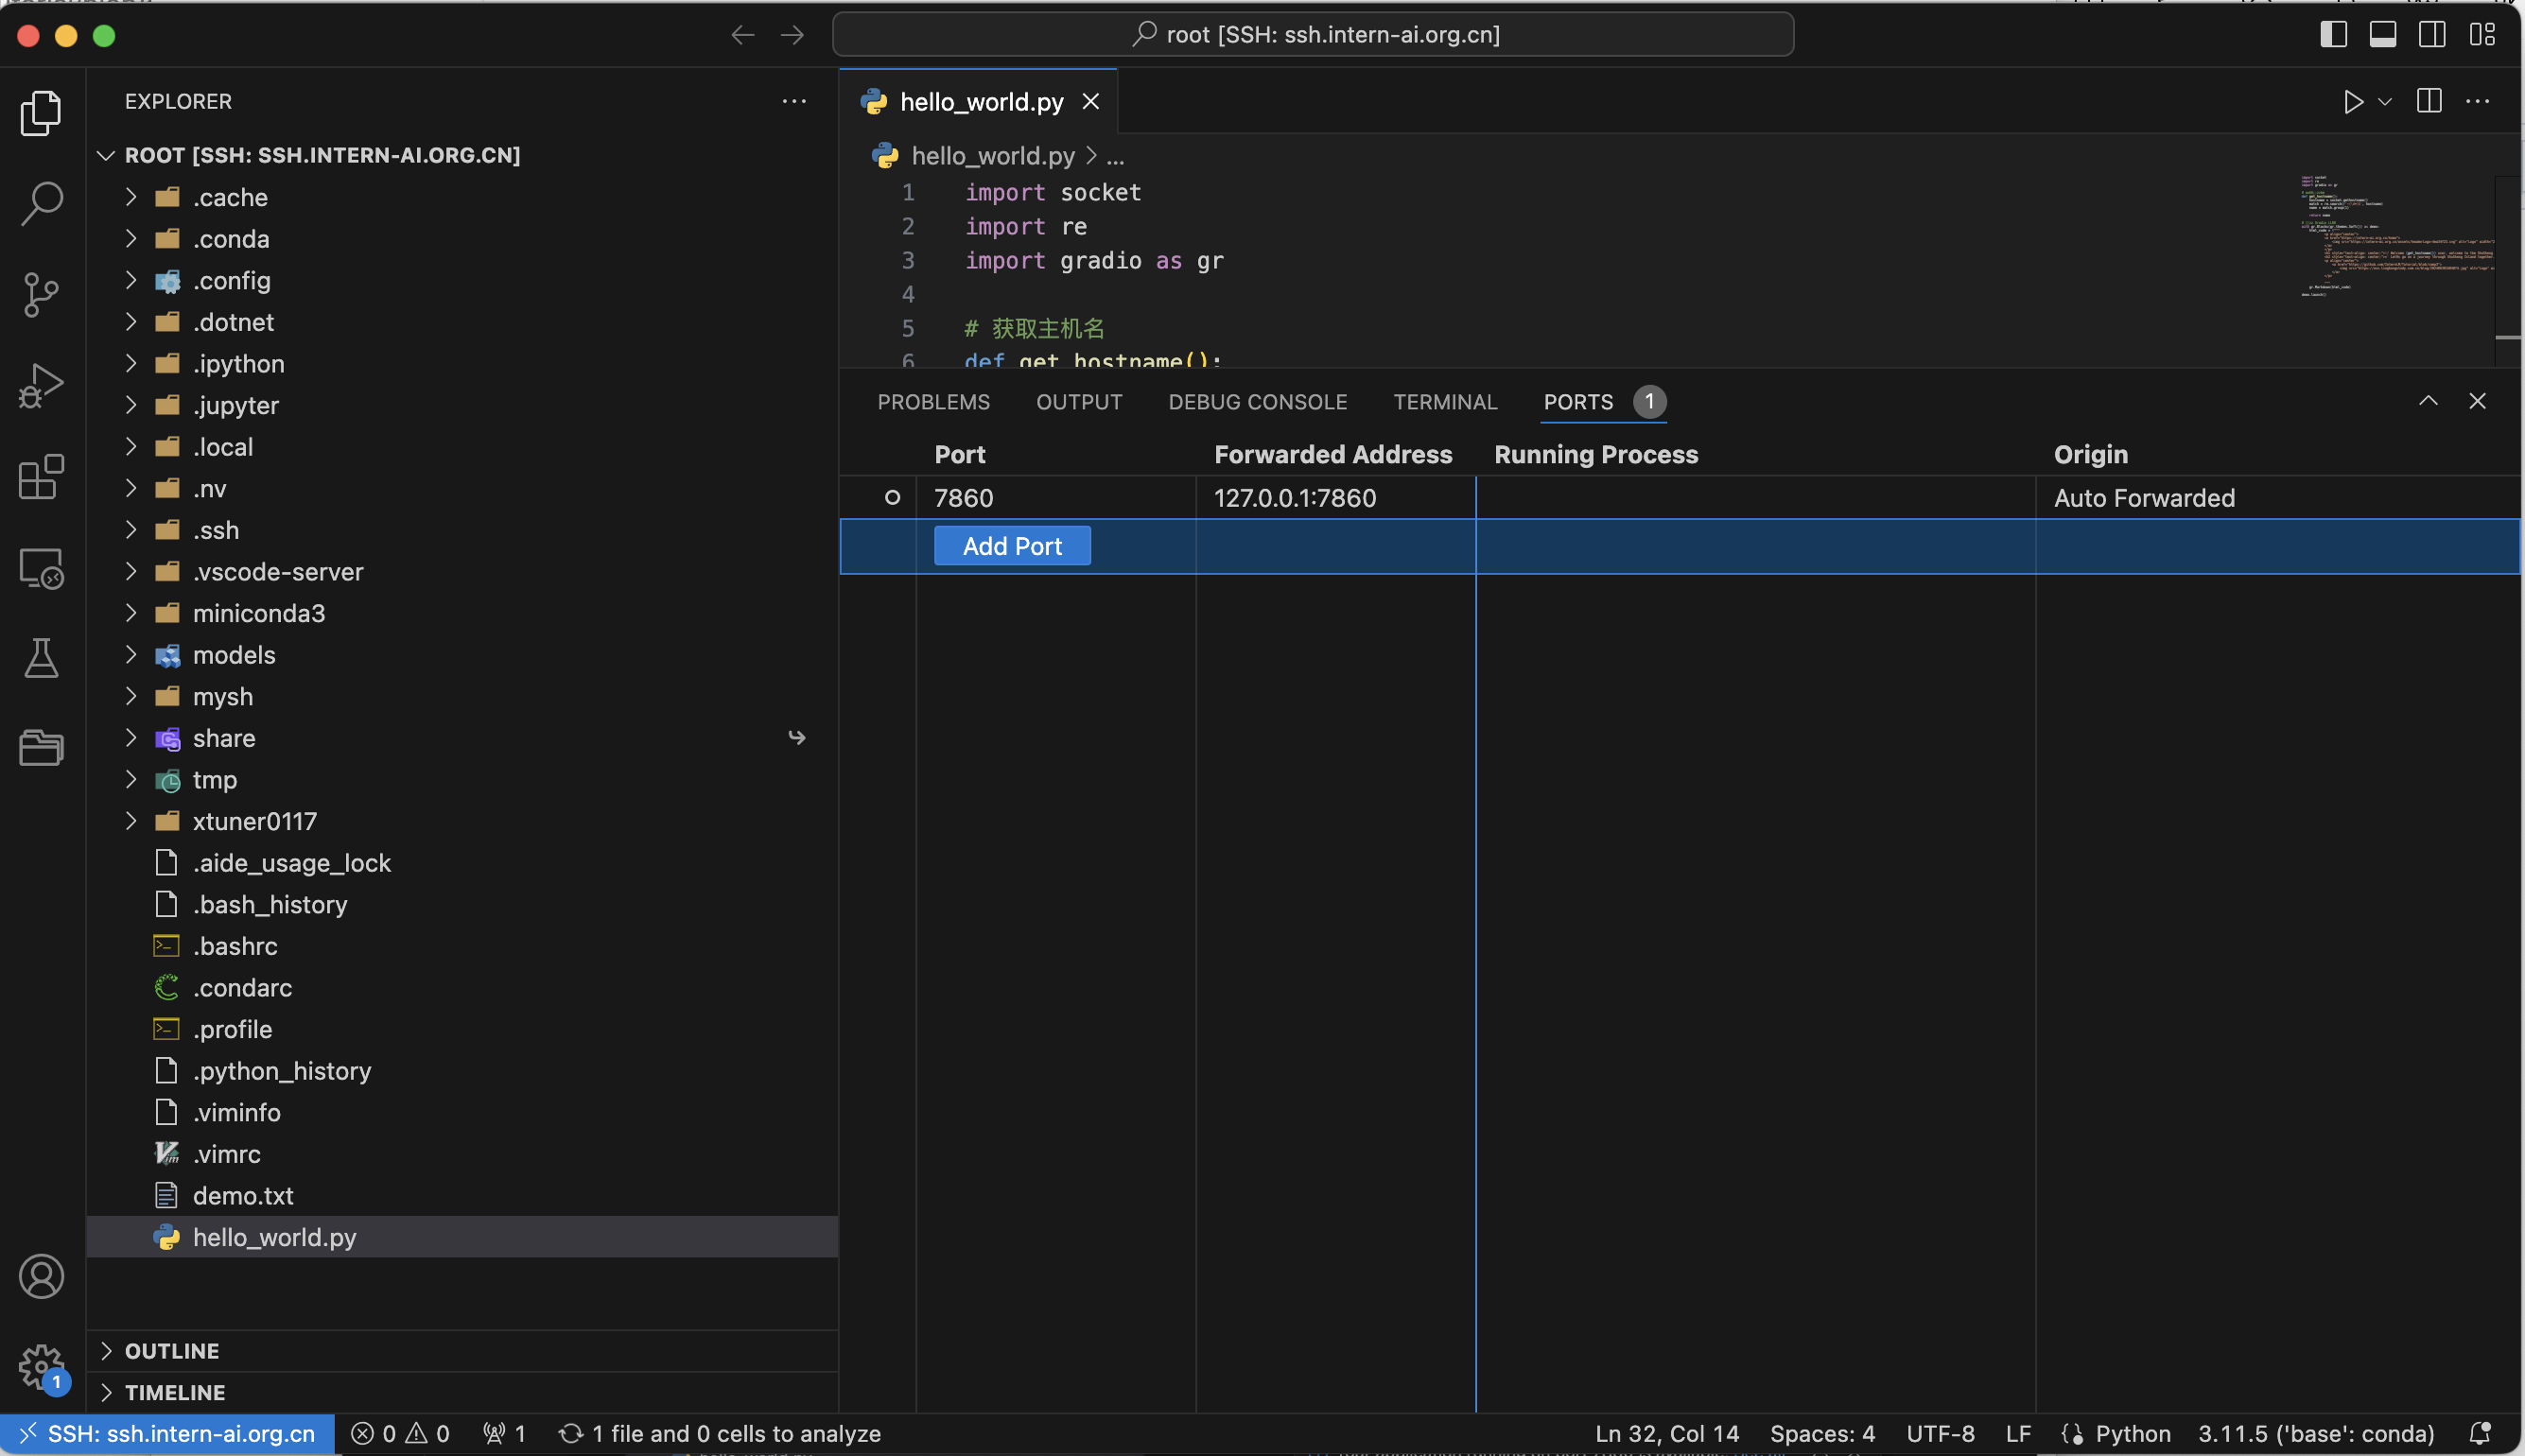 root [SSH: ssh.intern-ai.org.cn]
EXPLORER
ROOT [SSH: SSH.INTERN-AI.ORG.CN]
.cache
.conda
.config
.dotnet
.ipython
.jupyter
.local
.nv
.ssh
.vscode-server
miniconda3
models
mysh
share
tmp
xtuner0117
.aide_usage_lock
.bash_history
.bashrc
.condarc
.profile
.python_history
.viminfo
.vimrc
demo.txt
hello_world.py
OUTLINE
TIMELINE
hello_world.py
hello_world.py > ...
1 import socket
2 import re
3 import gradio as gr
4
5 # 获取主机名
6 def get_hostname():
PROBLEMS OUTPUT DEBUG CONSOLE TERMINAL PORTS 1
Port Forwarded Address Running Process Origin
7860 127.0.0.1:7860 Auto Forwarded
Add Port
1
SSH: ssh.intern-ai.org.cn 0 0 1 1 file and 0 cells to analyze Ln 32, Col 14 Spaces: 4 UTF-8 LF Python 3.11.5 ('base': conda)